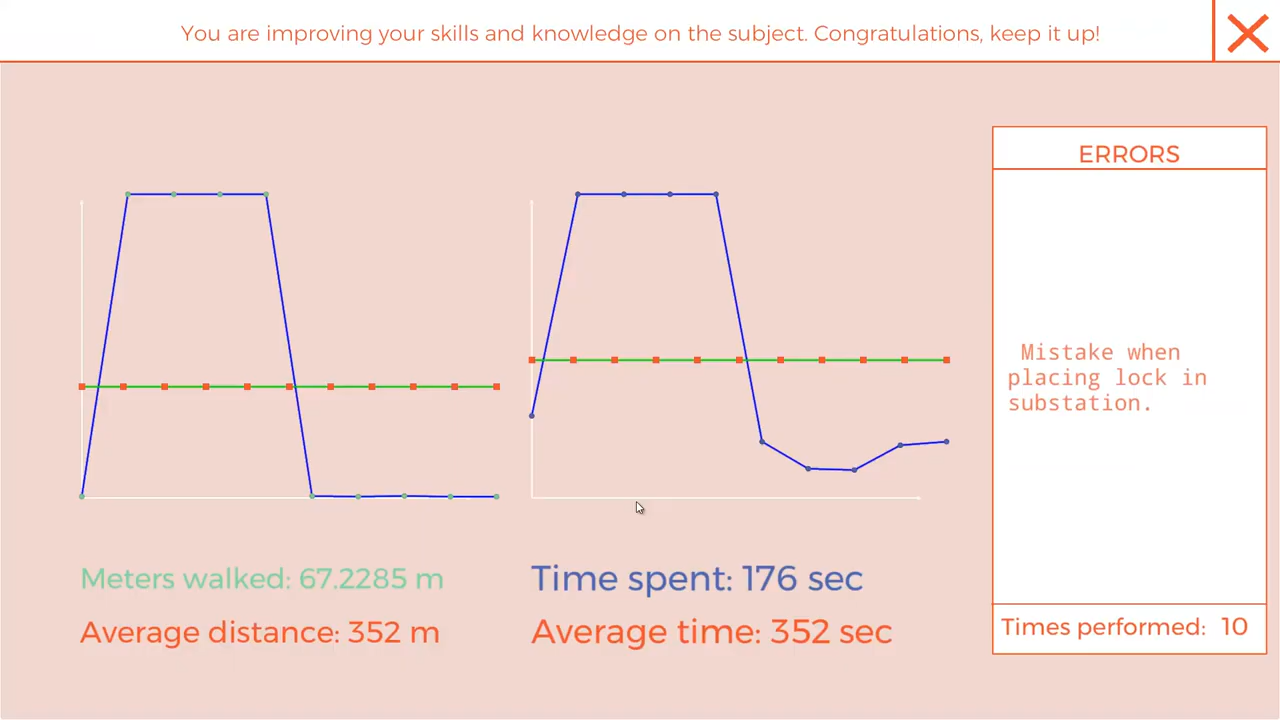 You are improving your skills and knowledge on the subject. Congratulations, keep it up!
ERRORS
Mistake when
placing lock in
substation.
Meters walked: 67.2285 m
Time spent: 176 sec
Average distance: 352 m
Average time: 352 sec
Times performed: 10